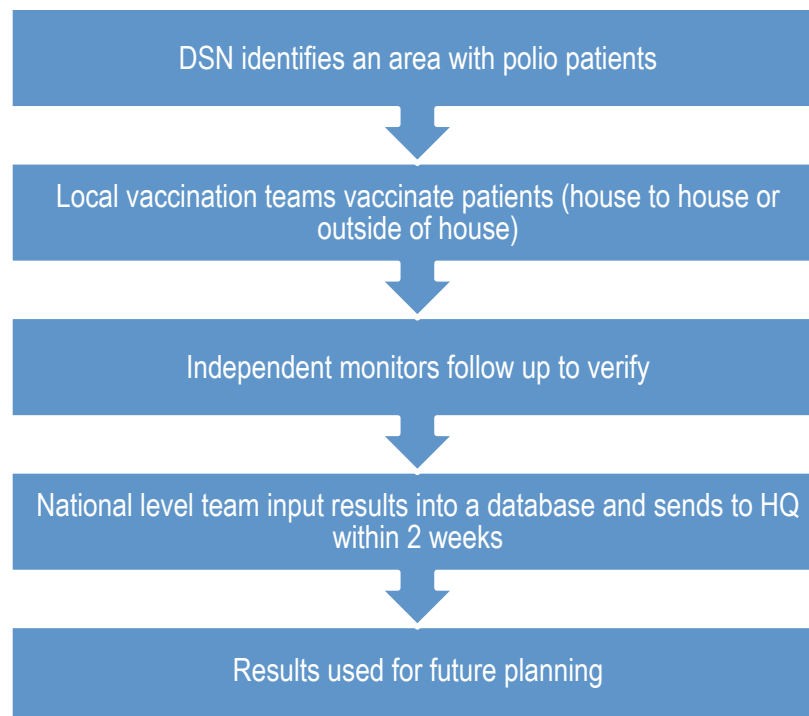 DSN identifies an area with polio patients
Local vaccination teams vaccinate patients (house to house or
outside of house)
Independent monitors follow up to verify
National level team input results into a database and sends to HQ
within 2 weeks
Results used for future planning